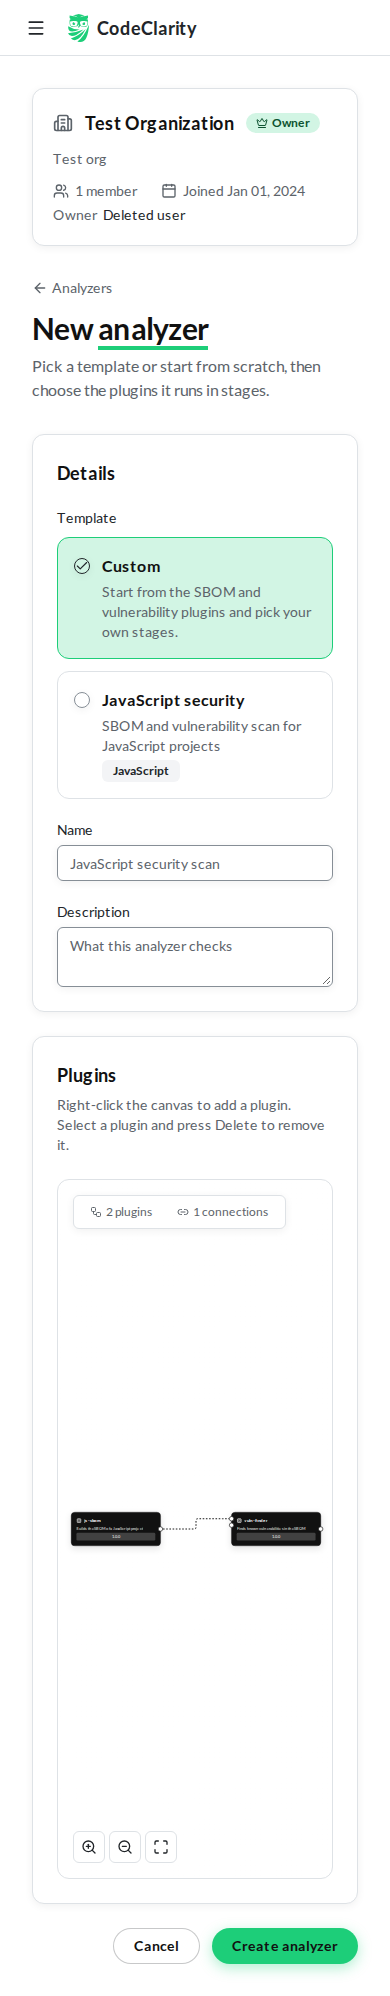 CodeClarity
Test Organization
Owner
Test org
1 member
Joined Jan 01, 2024
Owner Deleted user
Analyzers
New analyzer
Pick a template or start from scratch, then
choose the plugins it runs in stages.
Details
Template
Custom
Start from the SBOM and
vulnerability plugins and pick your
own stages.
JavaScript security
SBOM and vulnerability scan for
JavaScript projects
JavaScript
Name
JavaScript security scan
Description
What this analyzer checks
Plugins
Right-click the canvas to add a plugin.
Select a plugin and press Delete to remove
it.
2 plugins
1 connections
js-sbom
vuln-finder
Cancel
Create analyzer